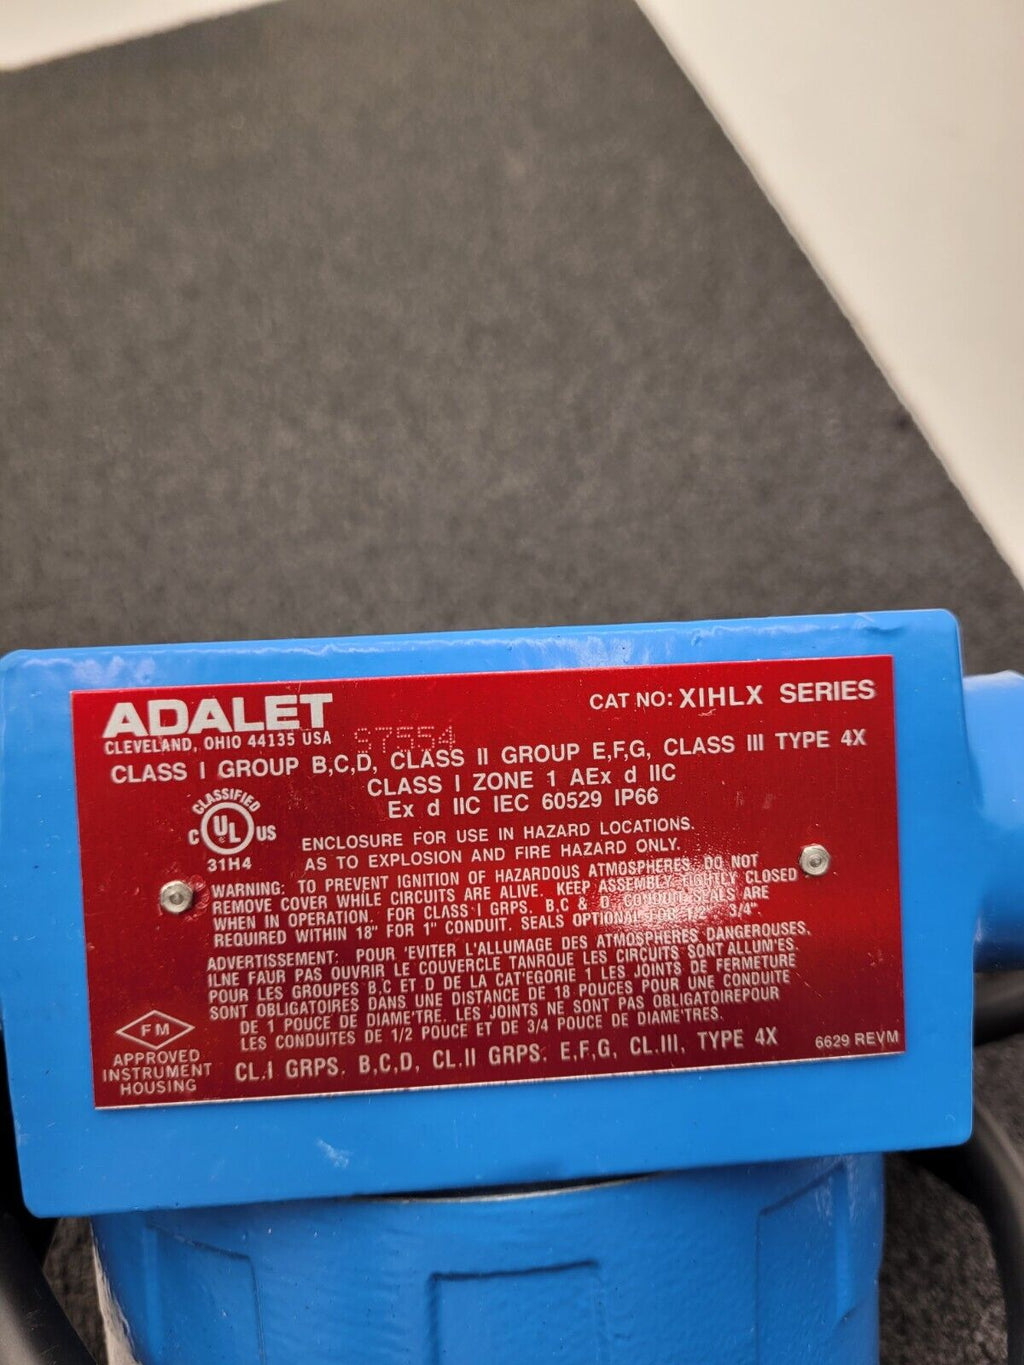 ADALET
CLEVELAND, OHIO 44135 USA
CAT NO: XIHLX SERIES
CLASS I GROUP B,C,D, CLASS II GROUP E,F,G, CLASS III TYPE 4X
CLASS I ZONE 1 AEx d IIC
Ex d IIC IEC 60529 IP66
CLASSIFIED
C UL US
31H4
ENCLOSURE FOR USE IN HAZARD LOCATIONS.
AS TO EXPLOSION AND FIRE HAZARD ONLY.
WARNING: TO PREVENT IGNITION OF HAZARDOUS ATMOSPHERES DO NOT
REMOVE COVER WHILE CIRCUITS ARE ALIVE. KEEP ASSEMBLY TIGHTLY CLOSED
WHEN IN OPERATION. FOR CLASS I GRPS. B,C & D CONDUIT SEALS ARE
REQUIRED WITHIN 18" FOR 1" CONDUIT. SEALS OPTIONAL FOR 3/4".
ADVERTISSEMENT: POUR 'EVITER L'ALLUMAGE DES ATMOSPHERES DANGEROUSES.
ILNE FAUR PAS OUVRIR LE COUVERCLE TANRQUE LES CIRCUITS SONT ALLUM'ES
POUR LES GROUPES B.C ET D DE LA CAT'EGORIE 1 LES JOINTS DE FERMETURE
SONT OBLIGATOIRES DANS UNE DISTANCE DE 18 POUCES POUR UNE CONDUITE
DE 1 POUCE DE DIAME'TRE. LES JOINTS NE SONT PAS OBLIGATOIREPOUR
LES CONDUITES DE 1/2 POUCE ET DE 3/4 POUCE DE DIAME'TRES.
CL.I GRPS. B,C,D, CL.II GRPS. E,F,G, CL.III, TYPE 4X
FM
APPROVED
INSTRUMENT
HOUSING
6629 REVM